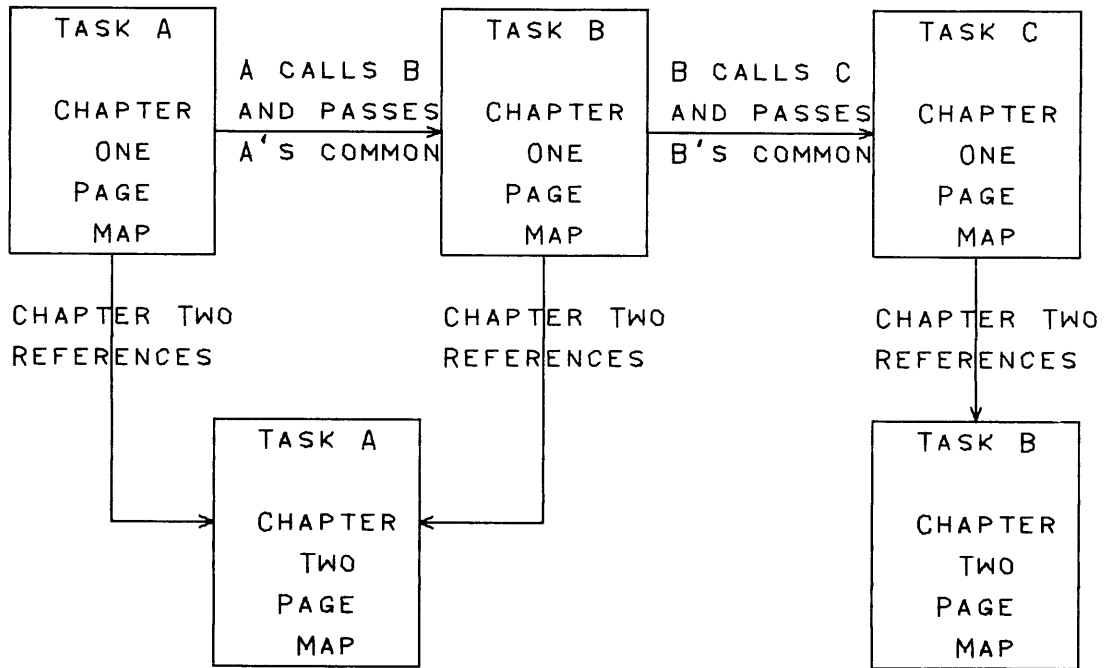 TASK A
CHAPTER
ONE
PAGE
MAP
A CALLS B
AND PASSES
A'S COMMON
TASK B
CHAPTER
ONE
PAGE
MAP
B CALLS C
AND PASSES
B'S COMMON
TASK C
CHAPTER
ONE
PAGE
MAP
CHAPTER TWO
REFERENCES
CHAPTER TWO
REFERENCES
CHAPTER TWO
REFERENCES
TASK A
CHAPTER
TWO
PAGE
MAP
TASK B
CHAPTER
TWO
PAGE
MAP